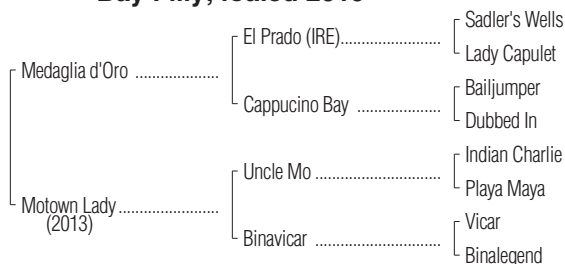 Bay Filly; foaled
Sadler's Wells
El Prado (IRE)........................
Lady Capulet
Medaglia d'Oro ....................
Bailjumper
Cappucino Bay ....................
Dubbed In
Indian Charlie
Uncle Mo ..............................
Playa Maya
Motown Lady ........................
(2013)
Vicar
Binavicar ..............................
Binalegend